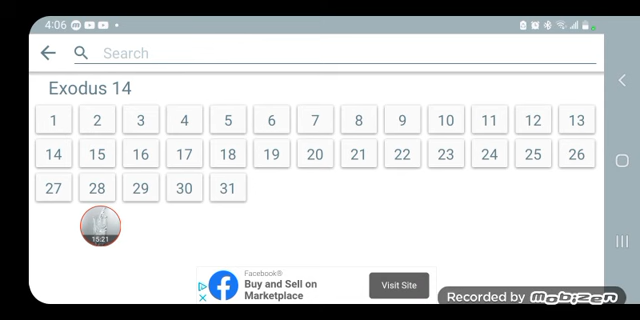 4:06
Search
Exodus 14
1 2 3 4 5 6 7 8 9 10 11 12 13
14 15 16 17 18 19 20 21 22 23 24 25 26
27 28 29 30 31
15:21
Facebook®
Buy and Sell on
Marketplace
Visit Site
Recorded by Mobizen